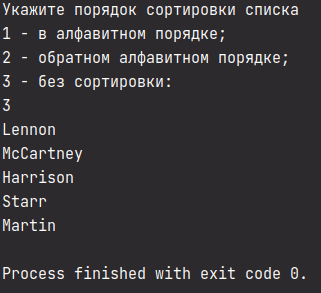 Укажите порядок сортировки списка
1 - в алфавитном порядке;
2 - обратном алфавитном порядке;
3 - без сортировки:
3
Lennon
McCartney
Harrison
Starr
Martin
Process finished with exit code 0.